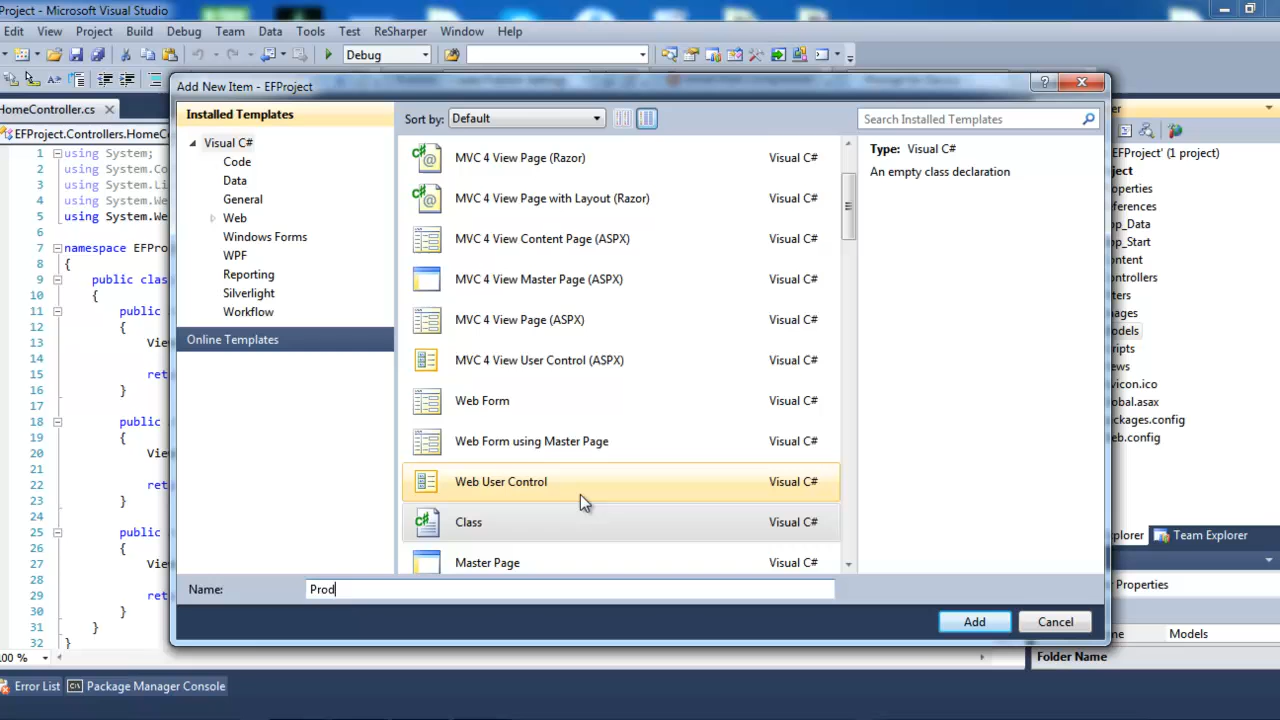 Project - Microsoft Visual Studio
Edit View Project Build Debug Team Data Tools Test ReSharper Window Help
Debug
Add New Item - EFProject
HomeController.cs
EFProject.Controllers.HomeC
1 using System;
2 using System.Co
3 using System.Li
4 using System.We
5 using System.We
6
7 namespace EFPro
8 {
9 public clas
10 {
11 public
12 {
13 Vie
14
15 ret
16 }
17
18 public
19 {
20 Vie
21
22 ret
23 }
24
25 public
26 {
27 Vie
28
29 ret
30 }
31 }
32 }
100 %
Installed Templates
Visual C#
Code
Data
General
Web
Windows Forms
WPF
Reporting
Silverlight
Workflow
Online Templates
Sort by: Default
Search Installed Templates
MVC 4 View Page (Razor) Visual C#
MVC 4 View Page with Layout (Razor) Visual C#
MVC 4 View Content Page (ASPX) Visual C#
MVC 4 View Master Page (ASPX) Visual C#
MVC 4 View Page (ASPX) Visual C#
MVC 4 View User Control (ASPX) Visual C#
Web Form Visual C#
Web Form using Master Page Visual C#
Web User Control Visual C#
Class Visual C#
Master Page Visual C#
Type: Visual C#
An empty class declaration
Name: Prod
Add Cancel
er
EFProject' (1 project)
ject
operties
ferences
pp_Data
pp_Start
ontent
ontrollers
ters
ages
odels
ripts
ews
vicon.ico
obal.asax
ckages.config
eb.config
plorer Team Explorer
Properties
me Models
Folder Name
Error List Package Manager Console